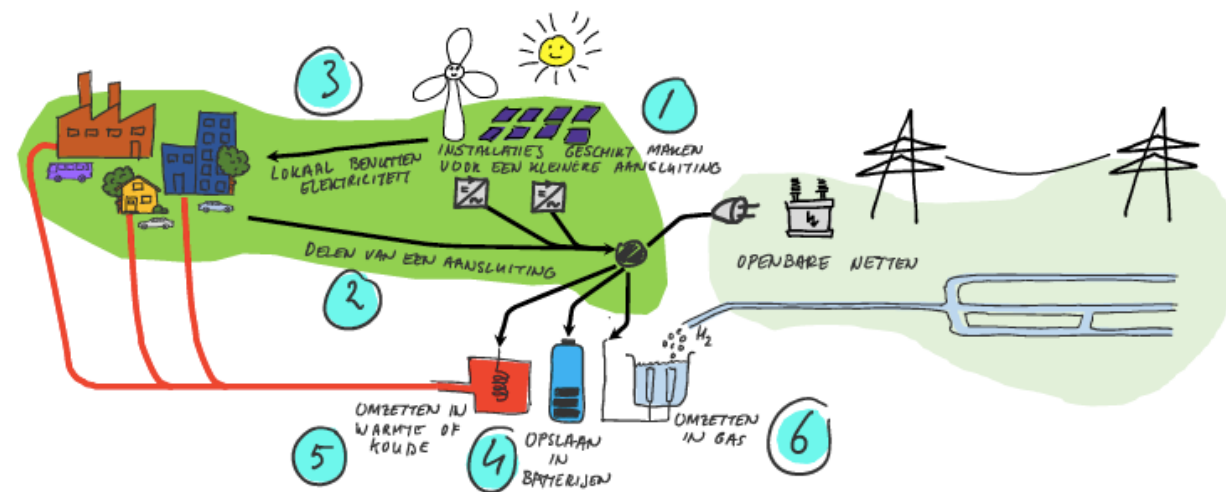 3
1
INSTALLATIES GESCHIKT MAKEN
VOOR EEN KLEINERE AANSLUITING
LOKAAL BENUTTEN
ELEKTRICITEIT
DELEN VAN EEN AANSLUITING
2
OPENBARE NETTEN
H2
OMZETTEN IN
WARMTE OF
KOUDE
5
4
OPSLAAN
IN
BATTERIJEN
OMZETTEN
IN GAS
6